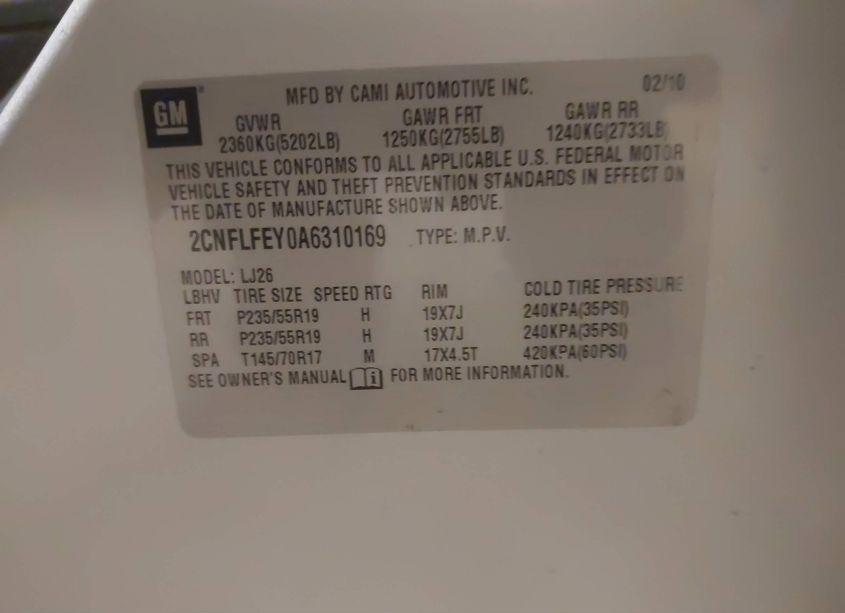 GM
MFD BY CAMI AUTOMOTIVE INC. 02/10
GVWR GAWR FRT GAWR RR
2360KG(5202LB) 1250KG(2755LB) 1240KG(2733LB)
THIS VEHICLE CONFORMS TO ALL APPLICABLE U.S. FEDERAL MOTOR
VEHICLE SAFETY AND THEFT PREVENTION STANDARDS IN EFFECT ON
THE DATE OF MANUFACTURE SHOWN ABOVE.
2CNFLFEY0A6310169 TYPE: M.P.V.
MODEL: LJ26
LBHV TIRE SIZE SPEED RTG RIM COLD TIRE PRESSURE
FRT P235/55R19 H 19X7J 240KPA(35PSI)
RR P235/55R19 H 19X7J 240KPA(35PSI)
SPA T145/70R17 M 17X4.5T 420KPA(60PSI)
SEE OWNER'S MANUAL FOR MORE INFORMATION.